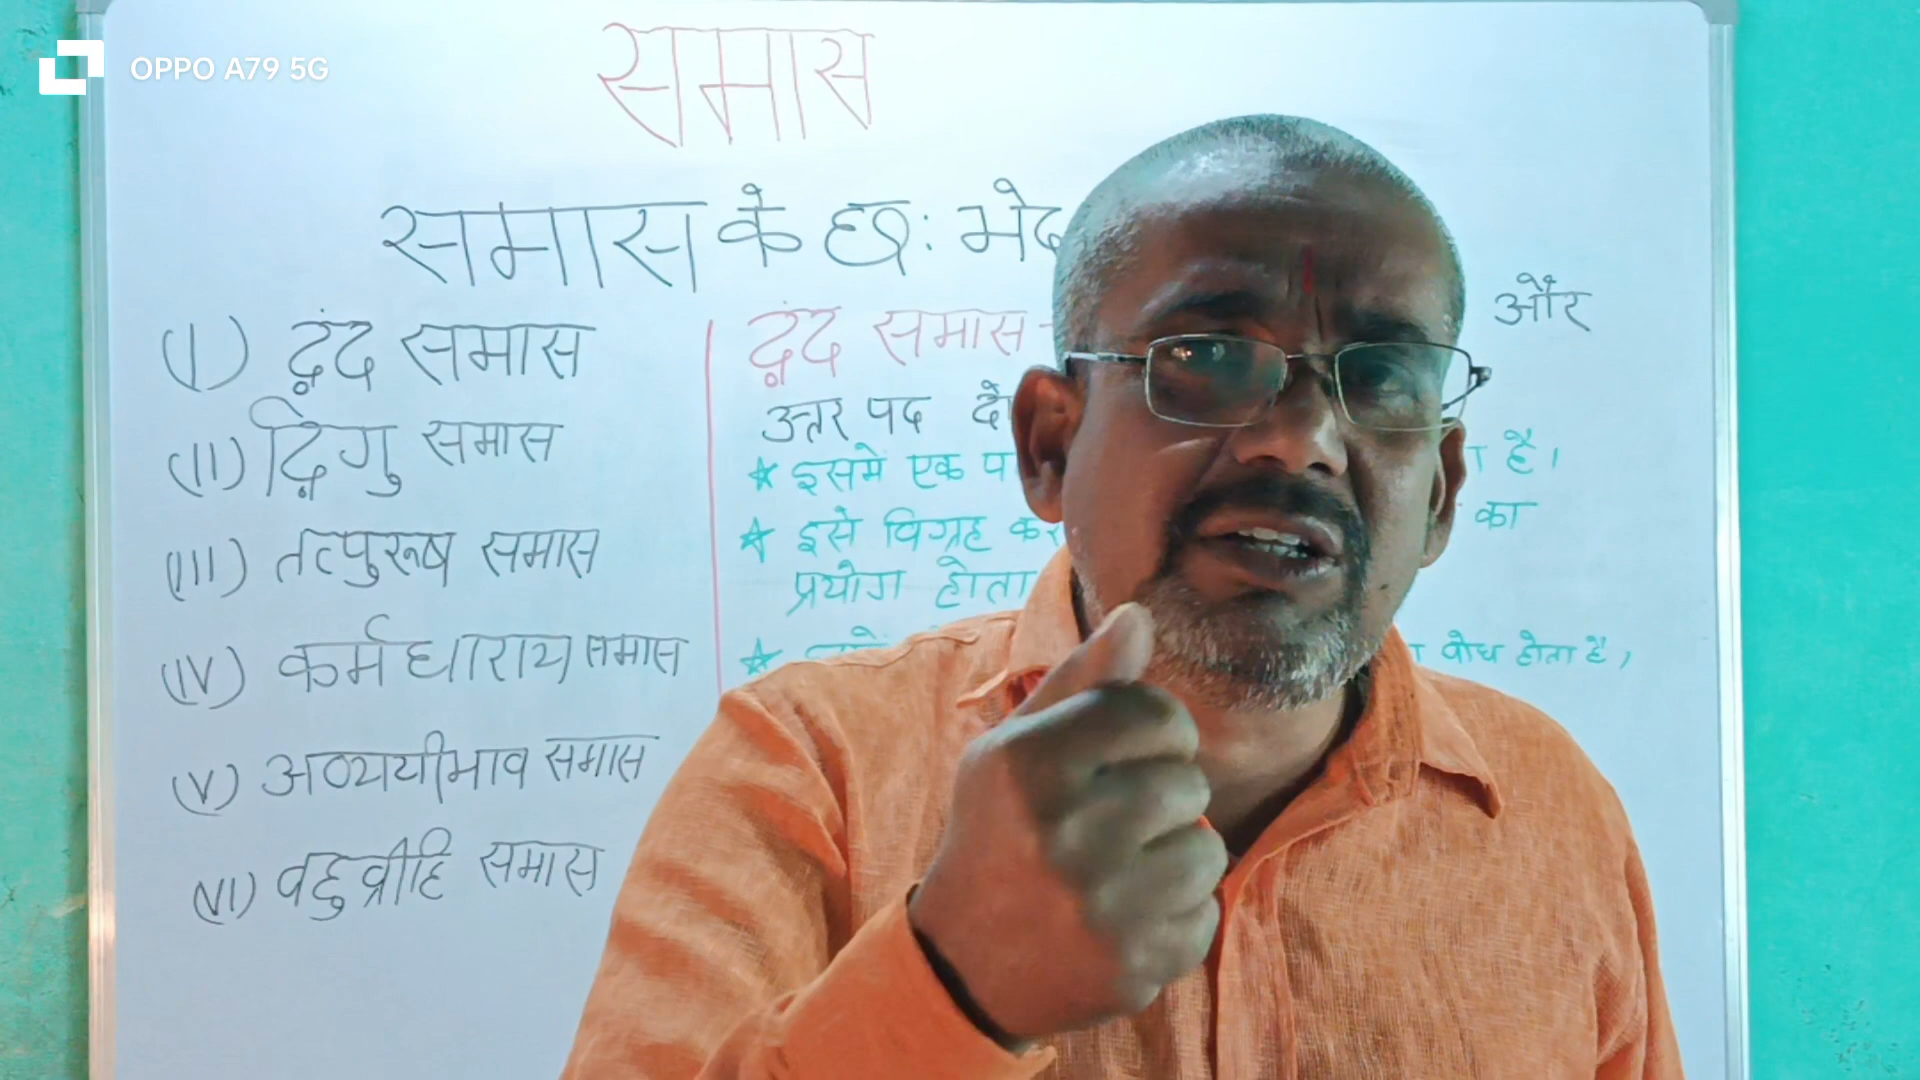 OPPO A79 5G
समास
समास के छः भेद
(I) द्वंद समास
(II) द्विगु समास
(III) तत्पुरूष समास
(IV) कर्मधाराय समास
(V) अव्ययीभाव समास
(VI) वहुव्रीहि समास
द्वंद समास - और
उत्तर पद
★ इसमें एक है।
★ इसे विग्रह का
प्रयोग होता
★ वोध होता है,